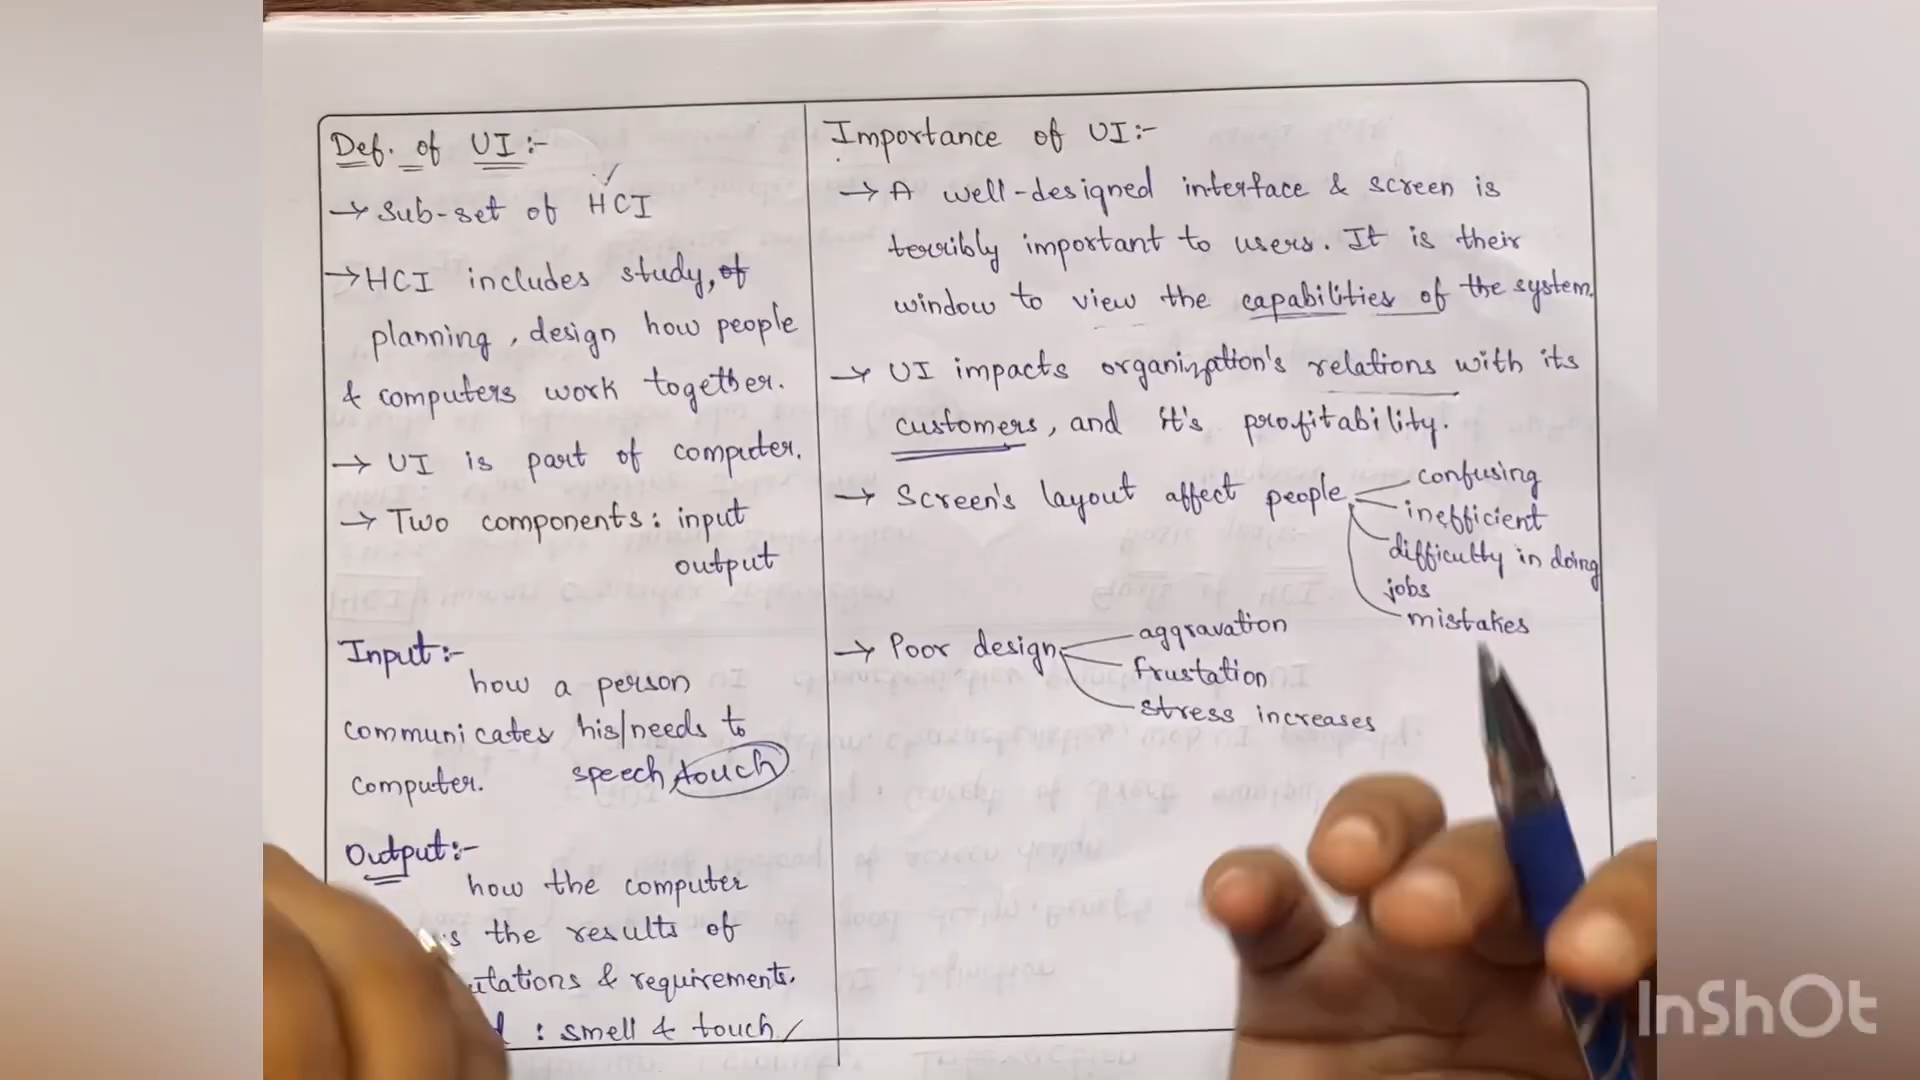 Def. of UI:-
→ Sub-set of HCI
→ HCI includes study, of
planning, design how people
& computers work together.
→ UI is part of computer.
→ Two components: input
output
Input:-
how a person
communicates his/needs to
computer. speech, touch
Output:-
how the computer
the results of
& requirements.
: smell & touch
Importance of UI:-
→ A well-designed interface & screen is
terribly important to users. It is their
window to view the capabilities of the system.
→ UI impacts organization's relations with its
customers, and it's profitability.
→ Screen's layout affect people
confusing
inefficient
difficulty in doing
jobs
mistakes
→ Poor design
aggravation
frustation
stress increases
InShOt